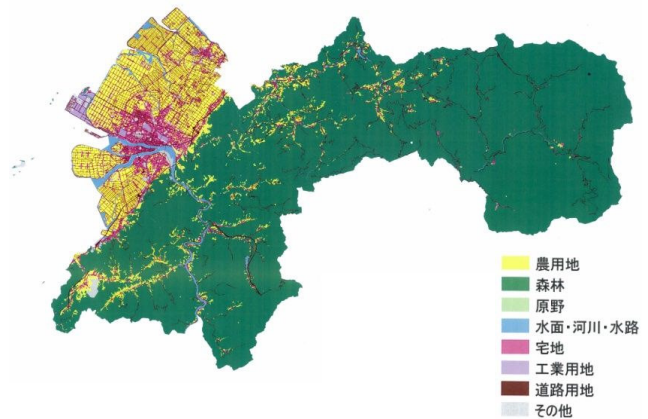 農用地
森林
原野
水面・河川・水路
宅地
工業用地
道路用地
その他